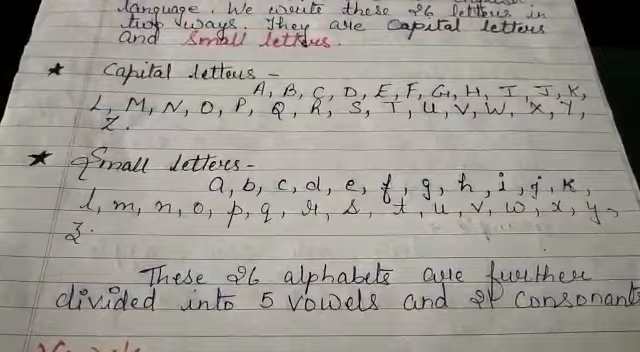 language. We write these 26 letters in
two ways. They are capital letters
and Small letters.
* Capital letters -
A, B, C, D, E, F, G, H, I, J, K,
L, M, N, O, P, Q, R, S, T, U, V, W, X, Y,
Z.
* Small letters -
a, b, c, d, e, f, g, h, i, j, k,
l, m, n, o, p, q, r, s, t, u, v, w, x, y,
z.
These 26 alphabets are further
divided into 5 vowels and 21 consonants